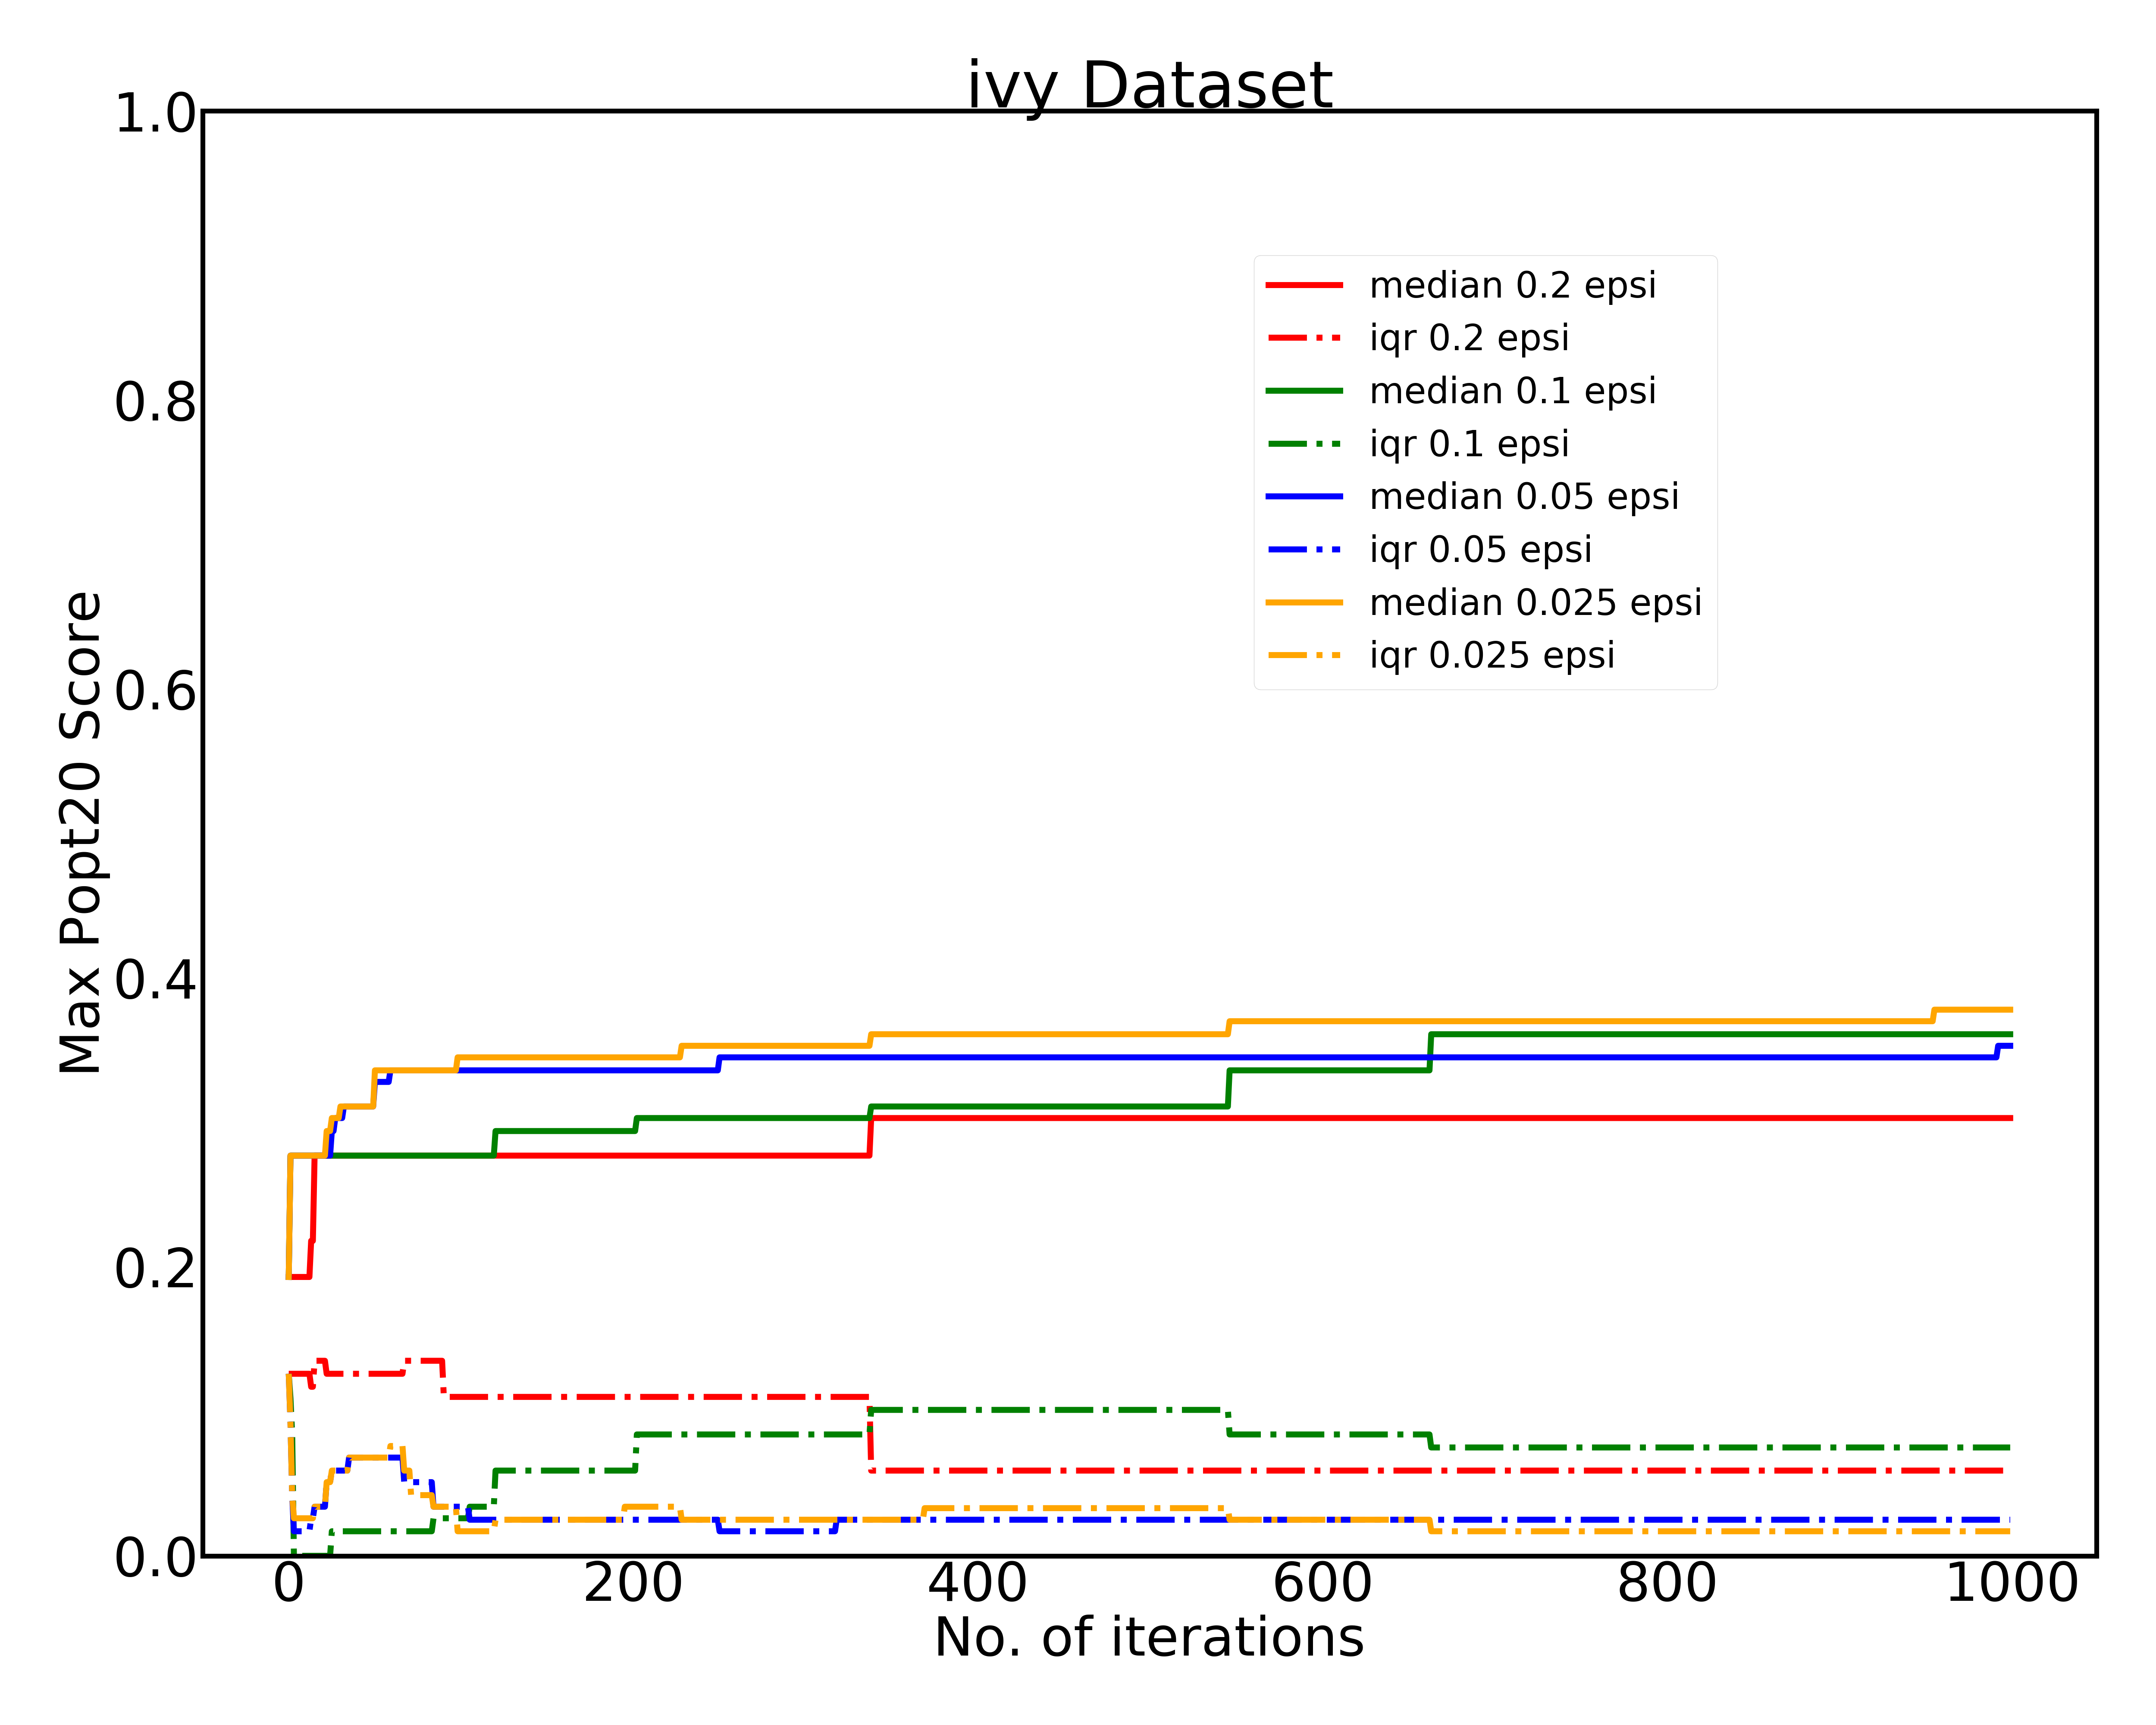 ivy Dataset
1.0
0.8
0.6
0.4
0.2
0.0
Max Popt20 Score
median 0.2 epsi
iqr 0.2 epsi
median 0.1 epsi
iqr 0.1 epsi
median 0.05 epsi
iqr 0.05 epsi
median 0.025 epsi
iqr 0.025 epsi
0 200 400 600 800 1000
No. of iterations